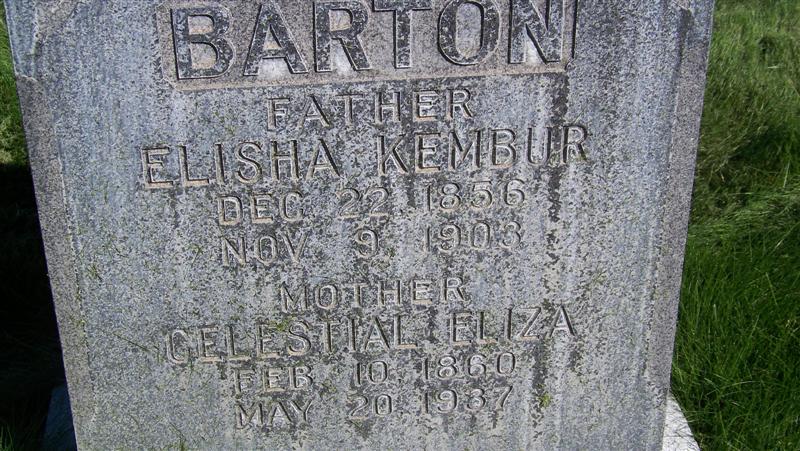 BARTON
FATHER
ELISHA KEMBUR
DEC. 22, 1856
NOV. 9, 1903
MOTHER
CELESTIAL ELIZA
FEB. 10, 1860
MAY 20, 1937